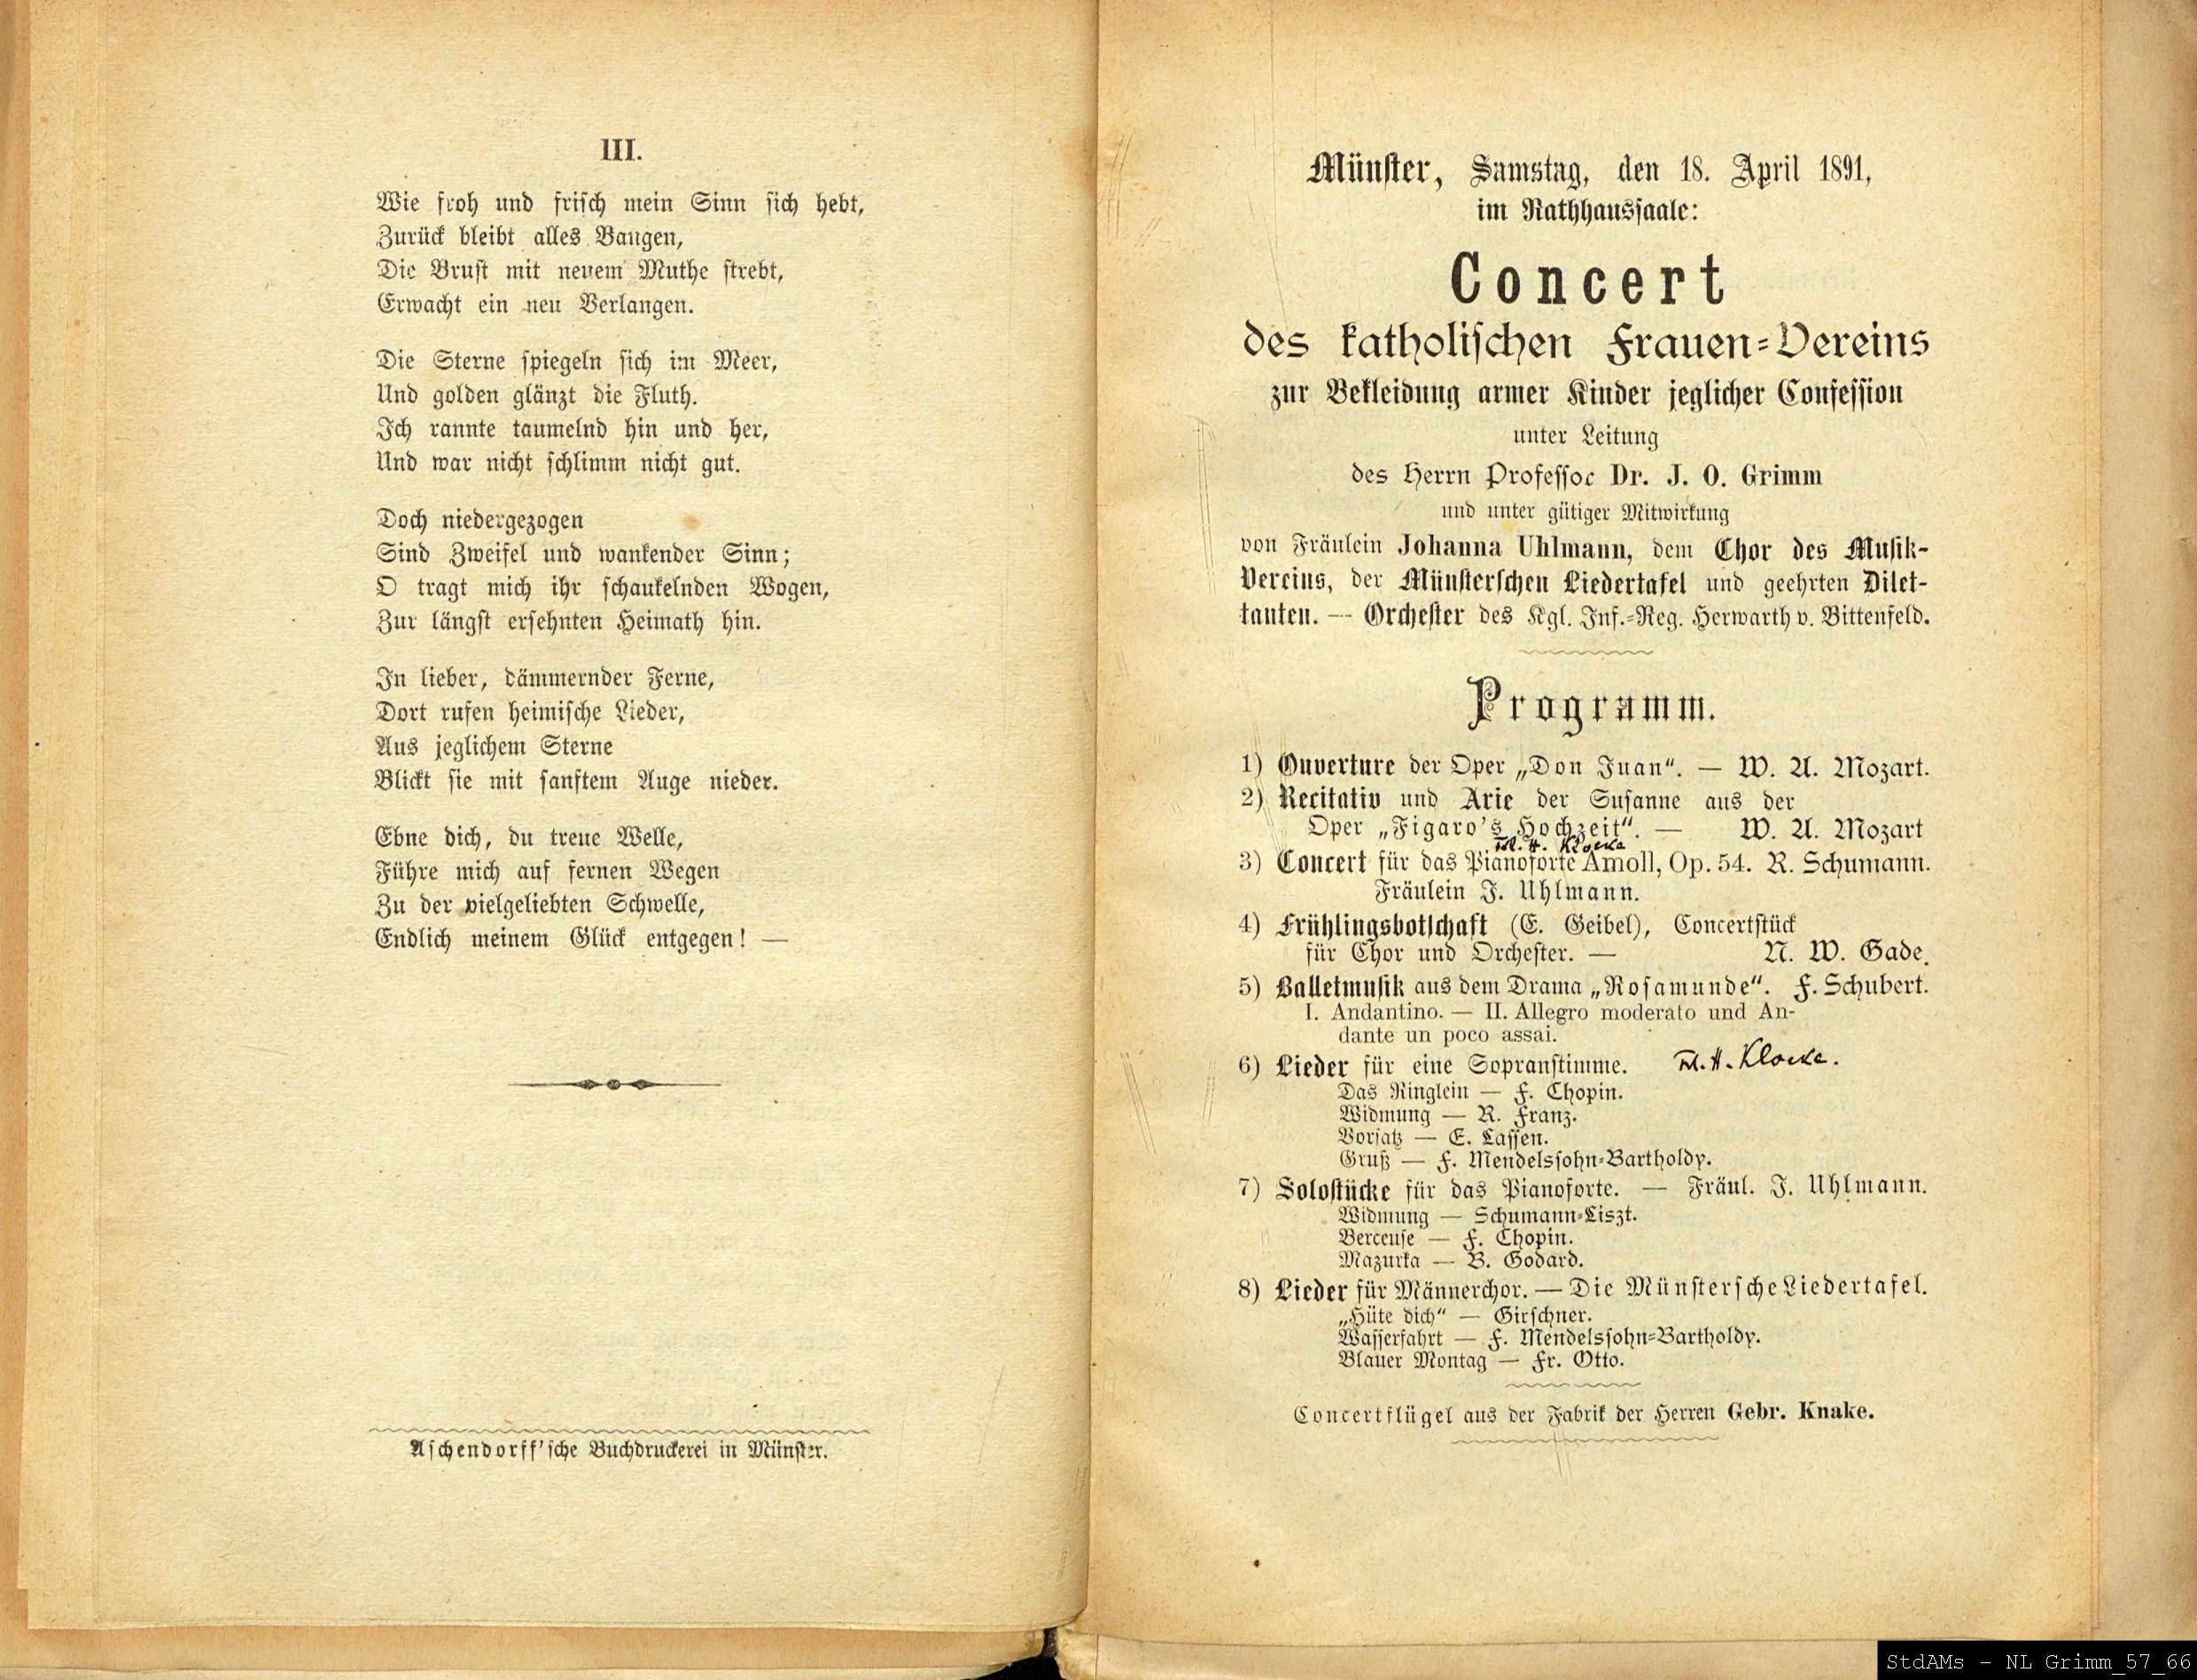 III.
Wie froh und frisch mein Sinn sich hebt,
Zurück bleibt alles Bangen,
Die Brust mit neuem Muthe strebt,
Erwacht ein neu Verlangen.
Die Sterne spiegeln sich im Meer,
Und golden glänzt die Fluth.
Ich rannte taumelnd hin und her,
Und war nicht schlimm nicht gut.
Doch niedergezogen
Sind Zweifel und wankender Sinn;
O tragt mich ihr schaukelnden Wogen,
Zur längst ersehnten Heimath hin.
In lieber, dämmernder Ferne,
Dort rufen heimische Lieder,
Aus jeglichem Sterne
Blickt sie mit sanftem Auge nieder.
Ebne dich, du treue Welle,
Führe mich auf fernen Wegen
Zu der vielgeliebten Schwelle,
Endlich meinem Glück entgegen! —
Aschendorff'sche Buchdruckerei in Münster.
Münster, Samstag, den 18. April 1891,
im Rathhaussaale:
Concert
des katholischen Frauen-Vereins
zur Bekleidung armer Kinder jeglicher Confession
unter Leitung
des Herrn Professor Dr. J. O. Grimm
und unter gütiger Mitwirkung
von Fräulein Johanna Uhlmann, dem Chor des Musik-
Vereins, der Münsterschen Liedertafel und geehrten Dilet-
tanten. — Orchester des Kgl. Inf.-Reg. Herwarth v. Bittenfeld.
Programm.
1) Ouverture der Oper „Don Juan“. — W. A. Mozart.
2) Recitativ und Arie der Susanne aus der
Oper „Figaro's Hochzeit“. — W. A. Mozart
Frl. H. Klocke
3) Concert für das Pianoforte Amoll, Op. 54. R. Schumann.
Fräulein J. Uhlmann.
4) Frühlingsbotschaft (E. Geibel), Concertstück
für Chor und Orchester. — N. W. Gade.
5) Balletmusik aus dem Drama „Rosamunde“. F. Schubert.
I. Andantino. — II. Allegro moderato und An-
dante un poco assai.
6) Lieder für eine Sopranstimme. Frl. H. Klocke.
Das Ringlein — F. Chopin.
Widmung — R. Franz.
Vorsatz — E. Lassen.
Gruß — F. Mendelssohn-Bartholdy.
7) Solostücke für das Pianoforte. — Fräul. J. Uhlmann.
Widmung — Schumann-Liszt.
Berceuse — F. Chopin.
Mazurka — B. Godard.
8) Lieder für Männerchor. — Die Münstersche Liedertafel.
„Hüte dich“ — Girschner.
Wasserfahrt — F. Mendelssohn-Bartholdy.
Blauer Montag — Fr. Otto.
Concertflügel aus der Fabrik der Herren Gebr. Knake.
StdAMs - NL Grimm_57_66